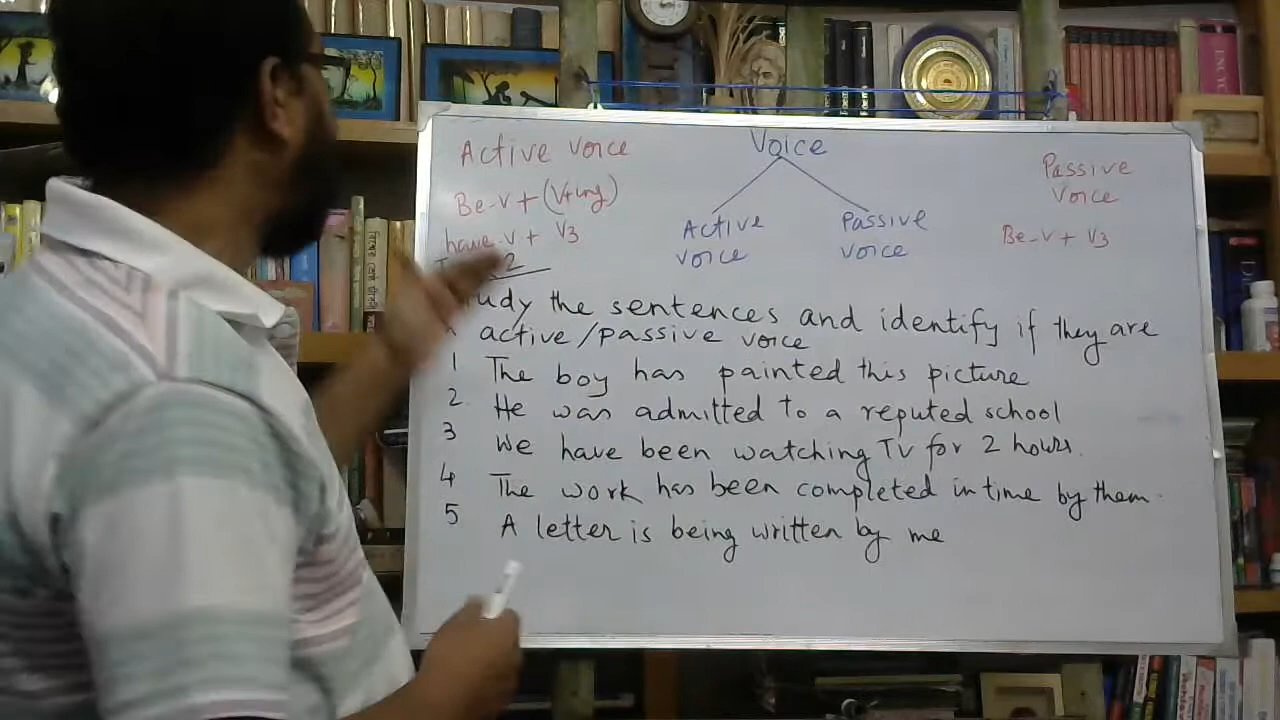 Active voice
Be-v + (V+ing)
have-v + V3
Voice
Active
voice
Passive
voice
Passive
voice
Be-v + V3
2
udy the sentences and identify if they are
active/passive voice
1 The boy has painted this picture
2. He was admitted to a reputed school
3 We have been watching TV for 2 hours.
4 The work has been completed in time by them.
5 A letter is being written by me